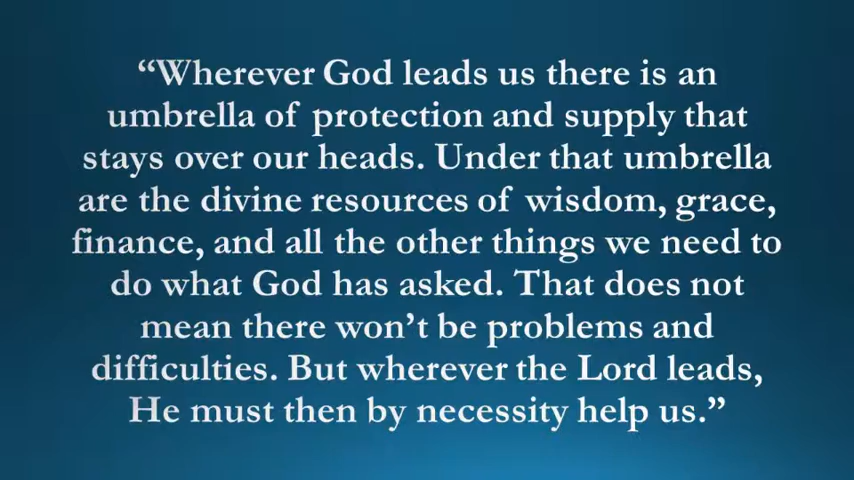 “Wherever God leads us there is an
umbrella of protection and supply that
stays over our heads. Under that umbrella
are the divine resources of wisdom, grace,
finance, and all the other things we need to
do what God has asked. That does not
mean there won’t be problems and
difficulties. But wherever the Lord leads,
He must then by necessity help us.”